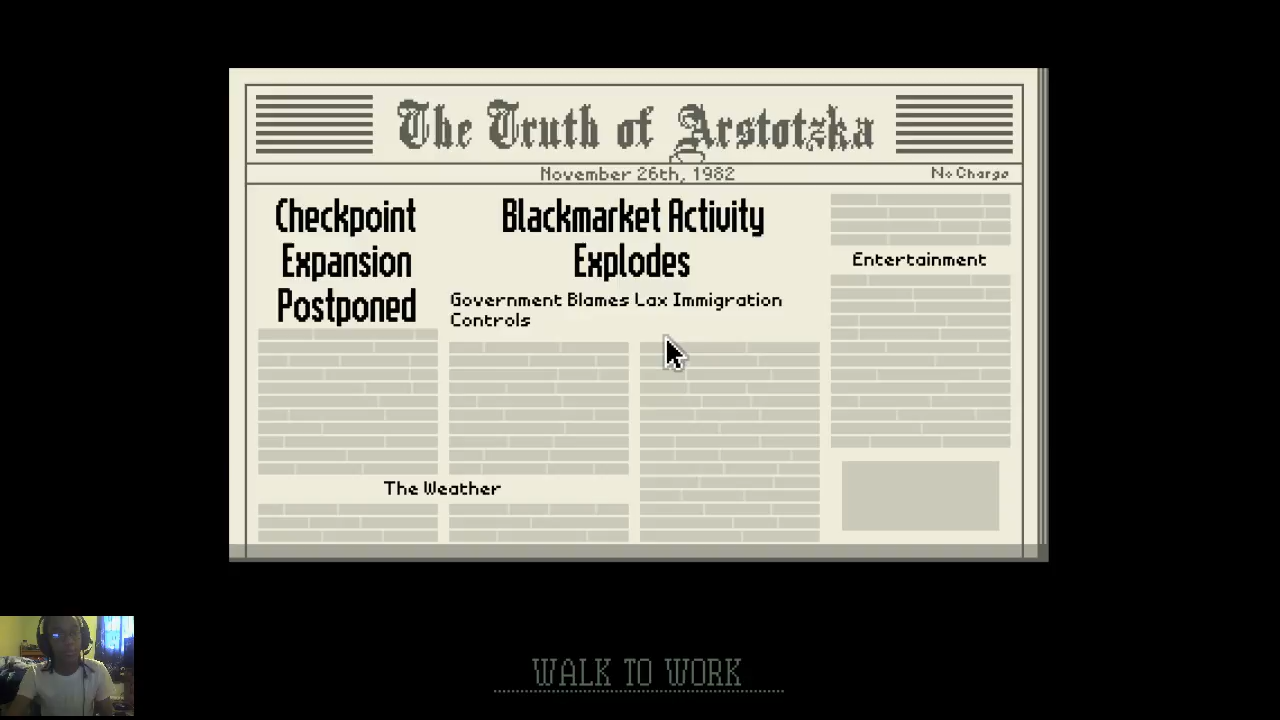 The Truth of Arstotzka
November 26th, 1982
No Charge
Checkpoint
Expansion
Postponed
Blackmarket Activity
Explodes
Government Blames Lax Immigration
Controls
Entertainment
The Weather
WALK TO WORK